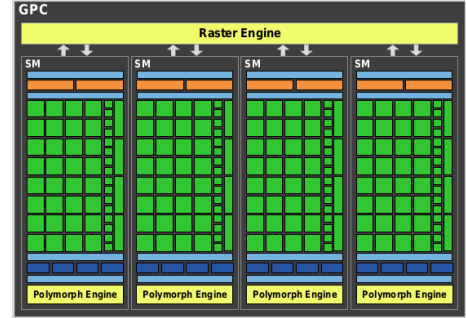 GPC
Raster Engine
SM SM SM SM
Polymorph Engine Polymorph Engine Polymorph Engine Polymorph Engine